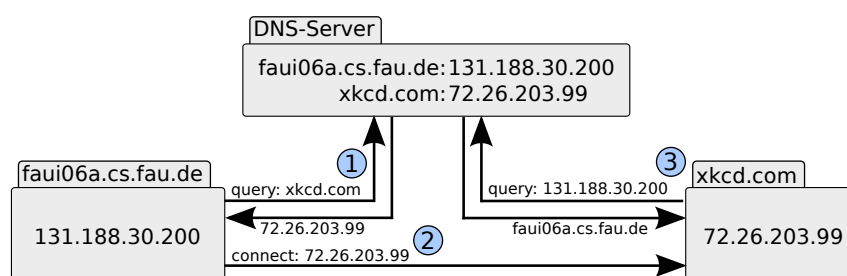 DNS-Server
faui06a.cs.fau.de:131.188.30.200
xkcd.com:72.26.203.99
1
3
faui06a.cs.fau.de
query: xkcd.com
query: 131.188.30.200
xkcd.com
72.26.203.99
faui06a.cs.fau.de
131.188.30.200
2
72.26.203.99
connect: 72.26.203.99